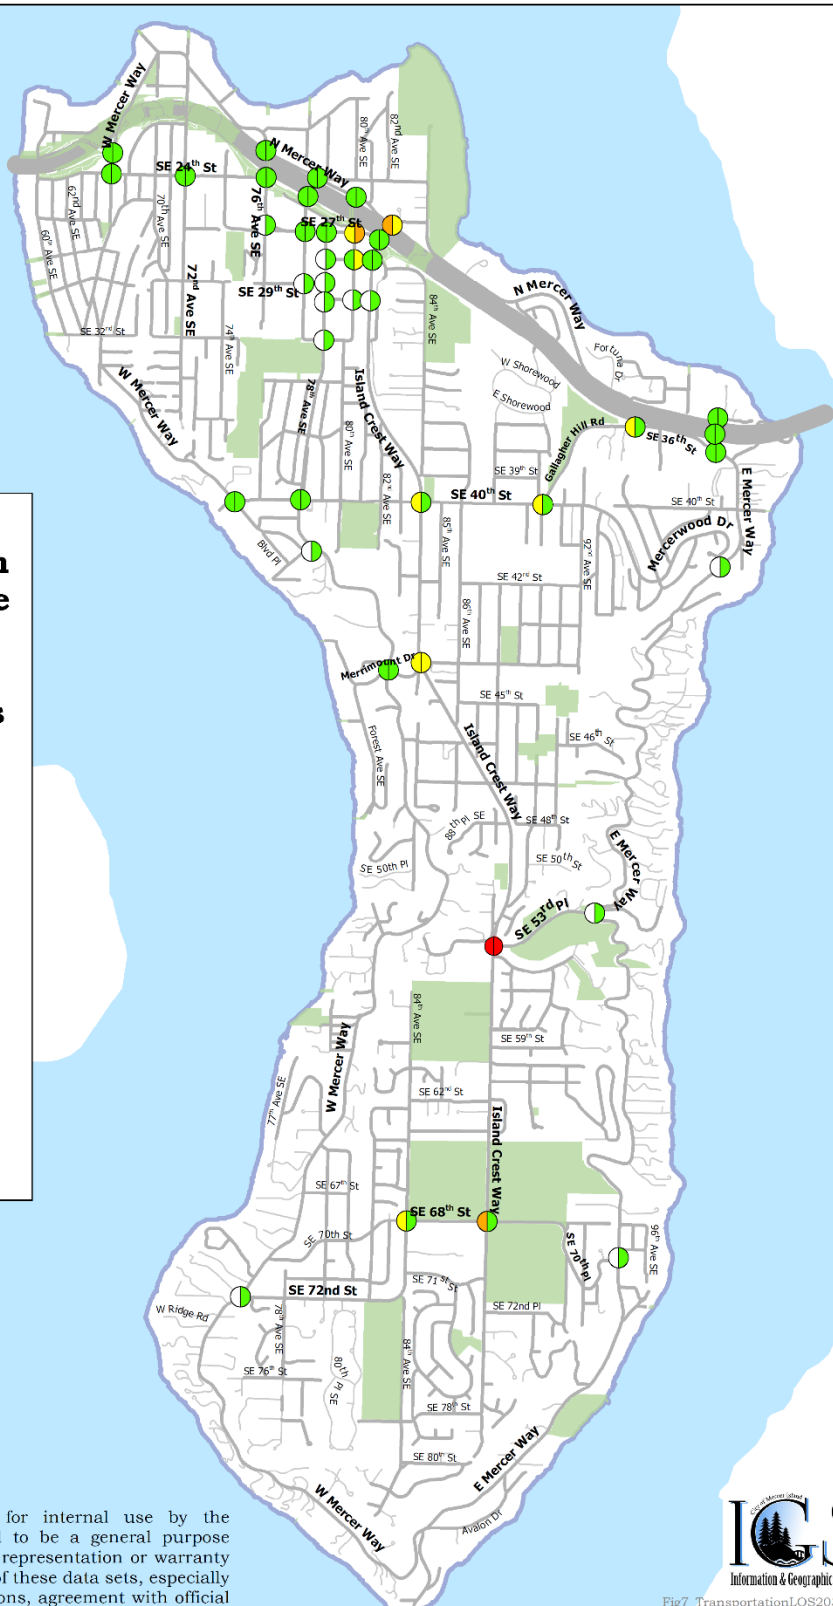 W Mercer Way
80th Ave SE
82nd Ave SE
N Mercer Way
SE 24th St
62nd Ave SE
70th Ave SE
76th Ave SE
SE 27th St
60th Ave SE
72nd Ave SE
SE 29th St
N Mercer Way
84th Ave SE
SE 32nd St
74th Ave SE
Fortuna Dr
W Shorewood
E Shorewood
W Mercer Way
78th Ave SE
Island Crest Way
80th Ave SE
Gallagher Hill Rd
SE 36th St
SE 39th St
82nd Ave SE
SE 40th St
SE 40th St
E Mercer Way
85th Ave SE
Mercerwood Dr
Blvd Pl
92nd Ave SE
SE 42nd St
n
e
86th Ave SE
Merrimount Dr
SE 45th St
s
Forest Ave SE
Island Crest Way
SE 46th St
88th Pl SE
SE 48th St
SE 50th Pl
SE 50th St
E Mercer Way
SE 53rd Pl
84th Ave SE
SE 59th St
W Mercer Way
77th Ave SE
SE 62nd St
Island Crest Way
SE 67th St
SE 68th St
SE 70th St
SE 70th Pl
96th Ave SE
SE 72nd St
SE 71st St
W Ridge Rd
78th Ave SE
SE 72nd Pl
SE 76th St
80th Pl SE
84th Ave SE
SE 78th St
SE 80th St
E Mercer Way
W Mercer Way
Avalon Dr
for internal use by the
to be a general purpose
representation or warranty
of these data sets, especially
ons, agreement with official
City of Mercer Island
IGS
Information & Geographic
Fig7_TransportationLOS20